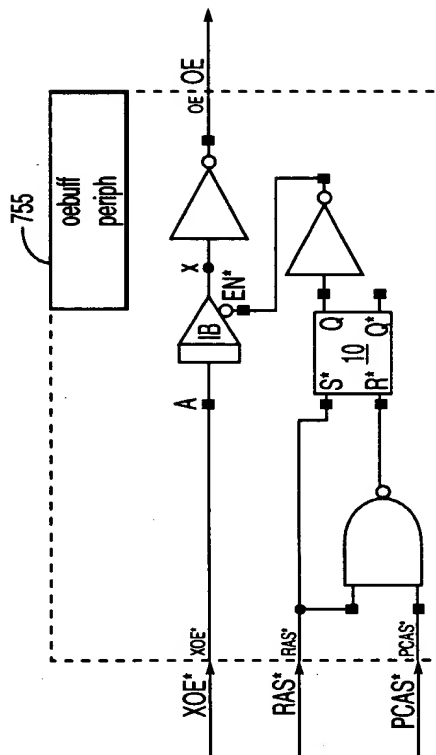 755
oebuff
periph
XOE*
XOE*
A
IB
X
EN*
OE
OE
RAS*
RAS*
S*
R*
10
Q
Q*
PCAS*
PCAS*